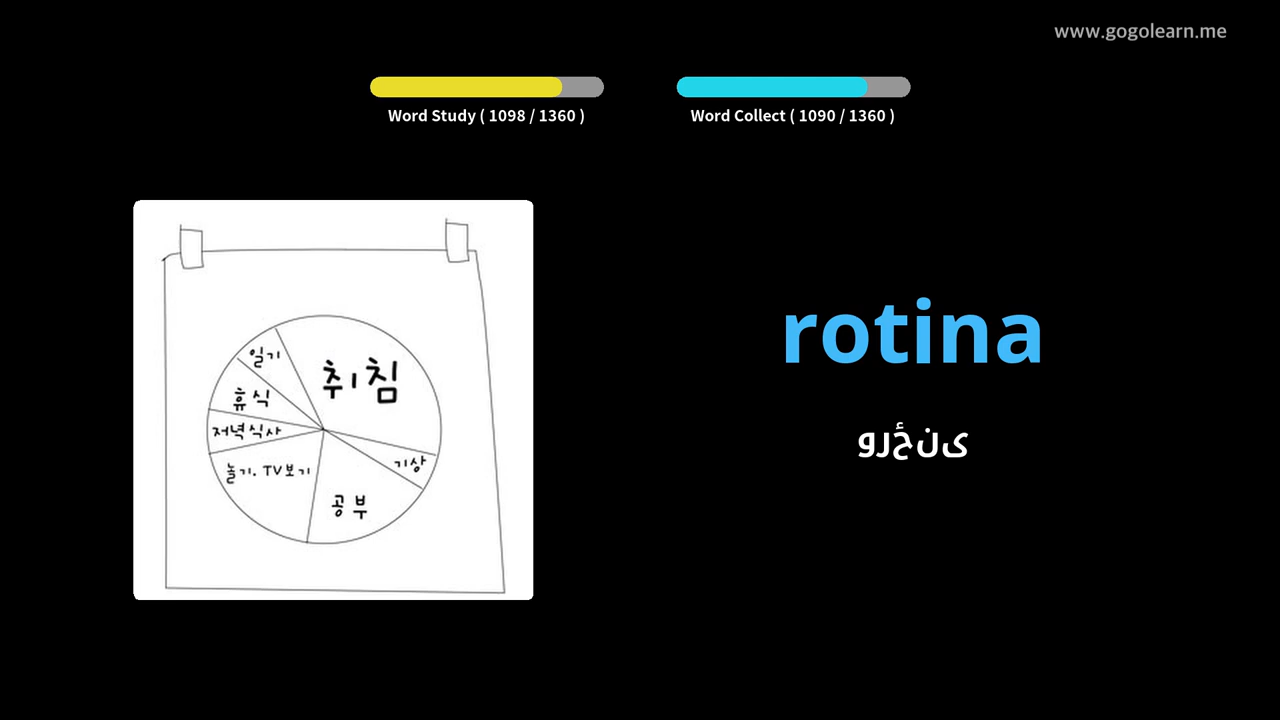 www.gogolearn.me
Word Study ( 1098 / 1360 )
Word Collect ( 1090 / 1360 )
일기
취침
휴식
저녁식사
놀기. TV보기
기상
공부
rotina
ینځرو